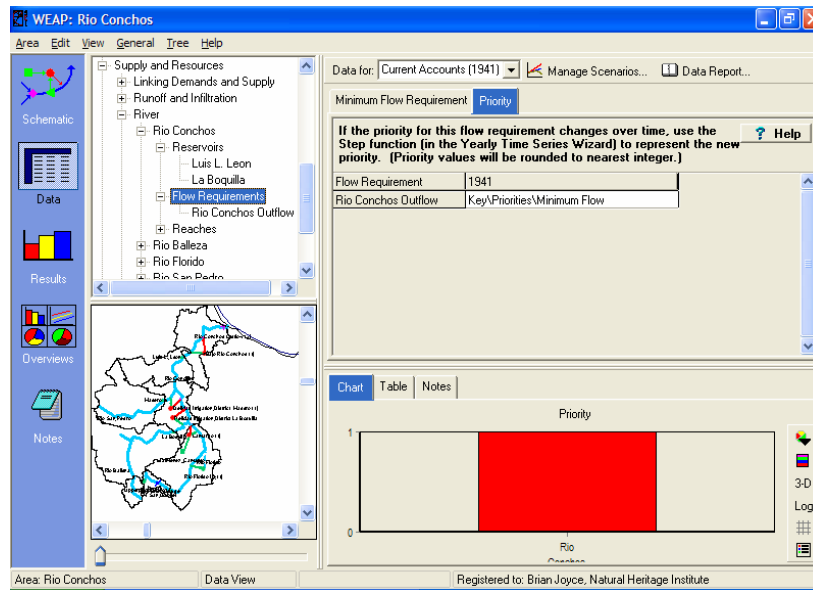 WEAP: Rio Conchos
Area Edit View General Tree Help
Schematic
Data
Results
Overviews
Notes
Supply and Resources
Linking Demands and Supply
Runoff and Infiltration
River
Rio Conchos
Reservoirs
Luis L. Leon
La Boquilla
Flow Requirements
Rio Conchos Outflow
Reaches
Rio Balleza
Rio Florido
Rio San Pedro
Data for: Current Accounts (1941) Manage Scenarios... Data Report...
Minimum Flow Requirement Priority
If the priority for this flow requirement changes over time, use the
Step function (in the Yearly Time Series Wizard) to represent the new
priority. (Priority values will be rounded to nearest integer.)
? Help
Flow Requirement 1941
Rio Conchos Outflow Key\Priorities\Minimum Flow
Chart Table Notes
Priority
1
0
Rio
Conchos
3-D
Log
Area: Rio Conchos Data View Registered to: Brian Joyce, Natural Heritage Institute